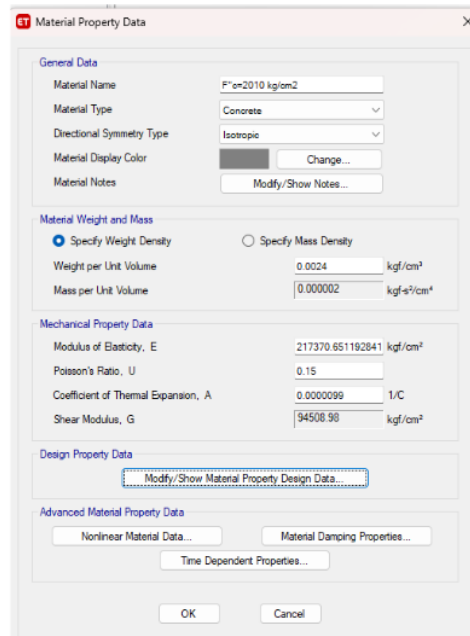 ET Material Property Data
General Data
Material Name F"c=2010 kg/cm2
Material Type Concrete
Directional Symmetry Type Isotropic
Material Display Color Change...
Material Notes Modify/Show Notes...
Material Weight and Mass
Specify Weight Density Specify Mass Density
Weight per Unit Volume 0.0024 kgf/cm³
Mass per Unit Volume 0.000002 kgf-s²/cm⁴
Mechanical Property Data
Modulus of Elasticity, E 217370.651192841 kgf/cm²
Poisson's Ratio, U 0.15
Coefficient of Thermal Expansion, A 0.0000099 1/C
Shear Modulus, G 94508.98 kgf/cm²
Design Property Data
Modify/Show Material Property Design Data...
Advanced Material Property Data
Nonlinear Material Data... Material Damping Properties...
Time Dependent Properties...
OK Cancel